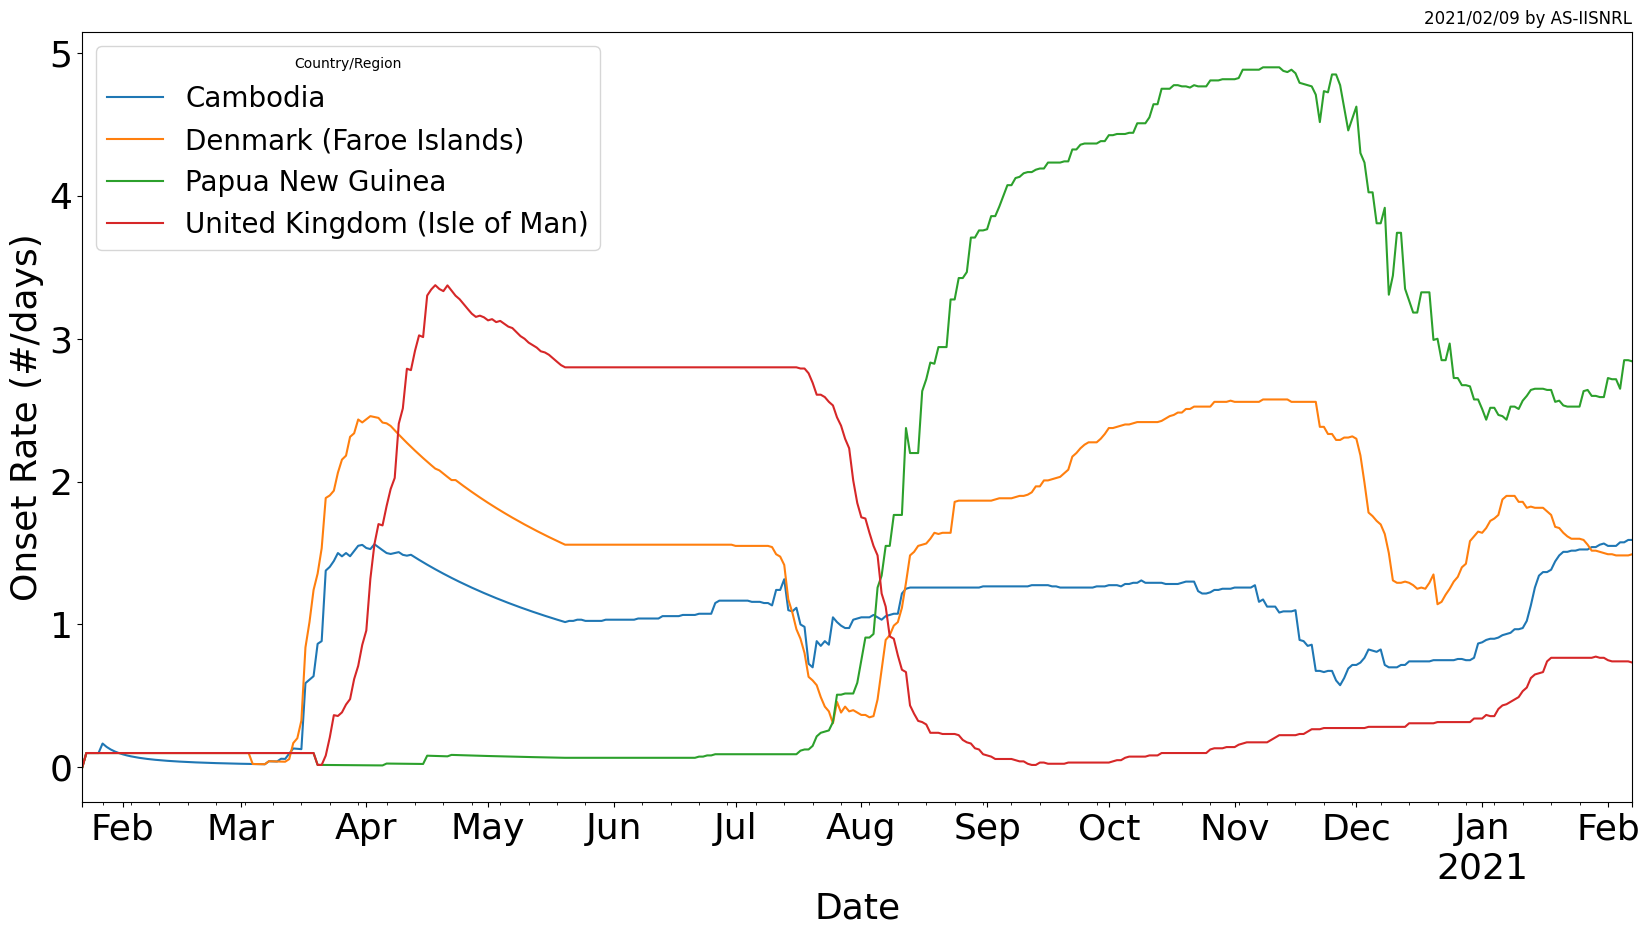 2021/02/09 by AS-IISNRL
Country/Region
Cambodia
Denmark (Faroe Islands)
Papua New Guinea
United Kingdom (Isle of Man)
5
4
3
2
1
0
Onset Rate (#/days)
Feb Mar Apr May Jun Jul Aug Sep Oct Nov Dec Jan Feb
2021
Date